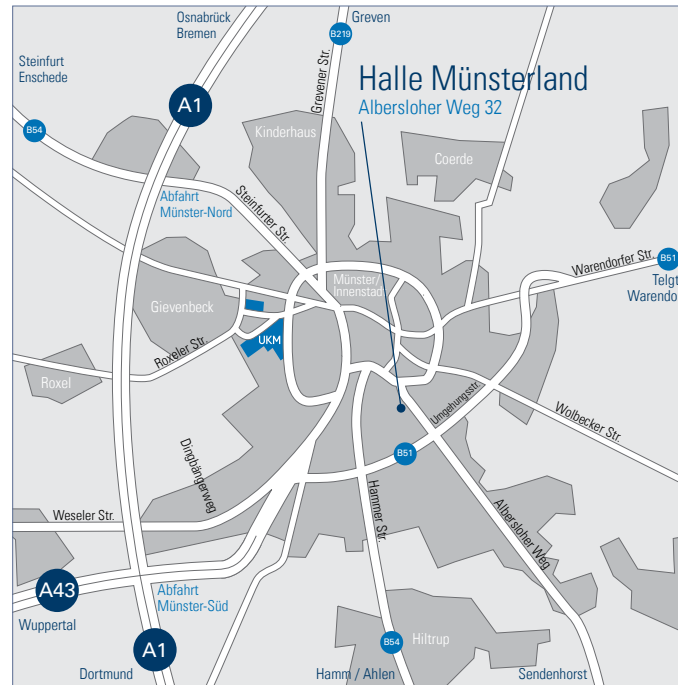 Osnabrück
Bremen
Greven
B219
Steinfurt
Enschede
Halle Münsterland
Albersloher Weg 32
A1
Grevener Str.
B54
Kinderhaus
Coerde
Abfahrt
Münster-Nord
Steinfurter Str.
Warendorfer Str.
B51
Telgt
Warendo
Münster/
Innenstad
Gievenbeck
UKM
Roxeler Str.
Roxel
Umgehungsstr.
Wolbecker Str.
Dingbängerweg
B51
Weseler Str.
Hammer Str.
Albersloher Weg
A43
Abfahrt
Münster-Süd
Wuppertal
A1
B54
Hiltrup
Dortmund
Hamm / Ahlen
Sendenhorst